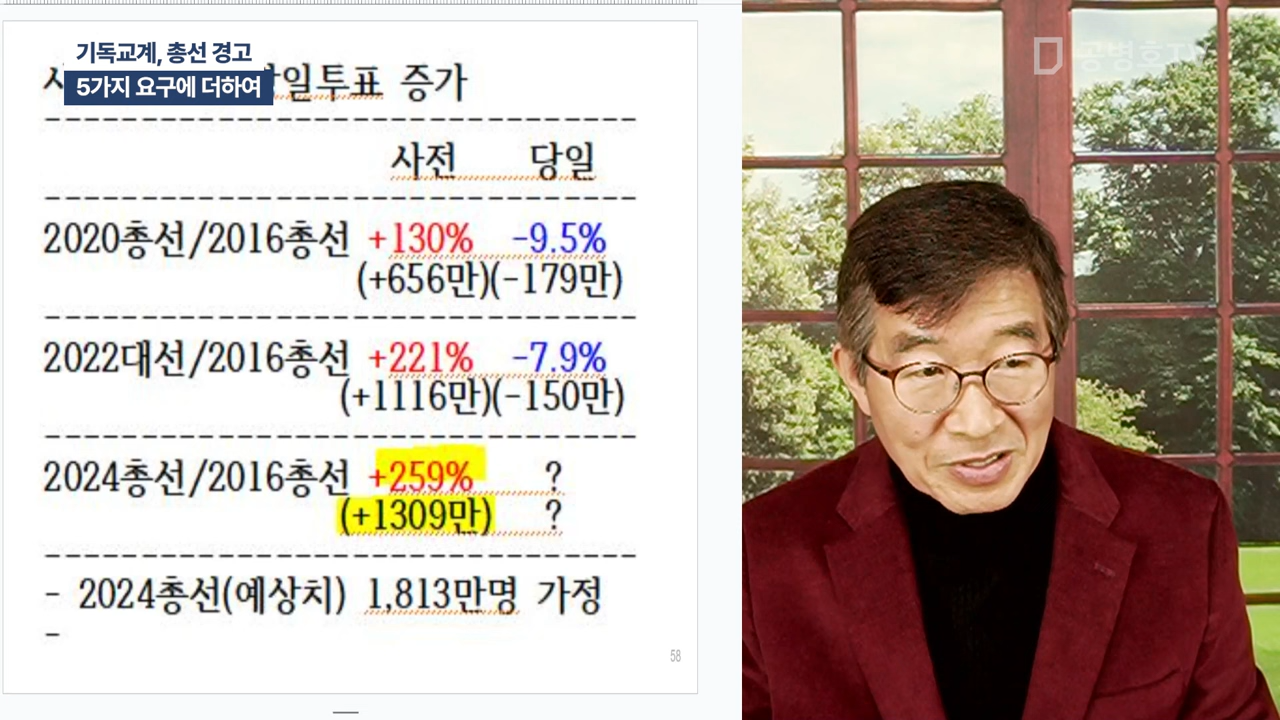 기독교계, 총선 경고
5가지 요구에 더하여
일투표 증가
사전 당일
2020총선/2016총선 +130% -9.5%
(+656만)(-179만)
2022대선/2016총선 +221% -7.9%
(+1116만)(-150만)
2024총선/2016총선 +259% ?
(+1309만) ?
- 2024총선(예상치) 1,813만명 가정
-
58
공병호TV